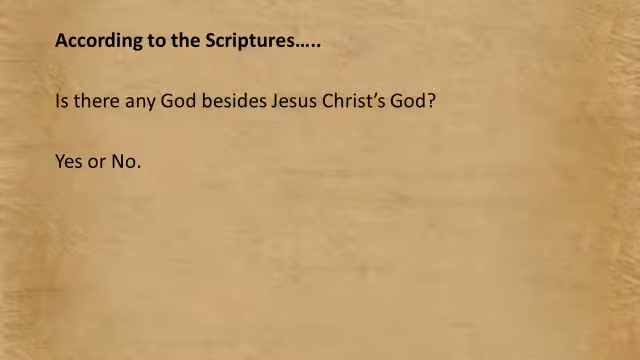 According to the Scriptures.....
Is there any God besides Jesus Christ’s God?
Yes or No.